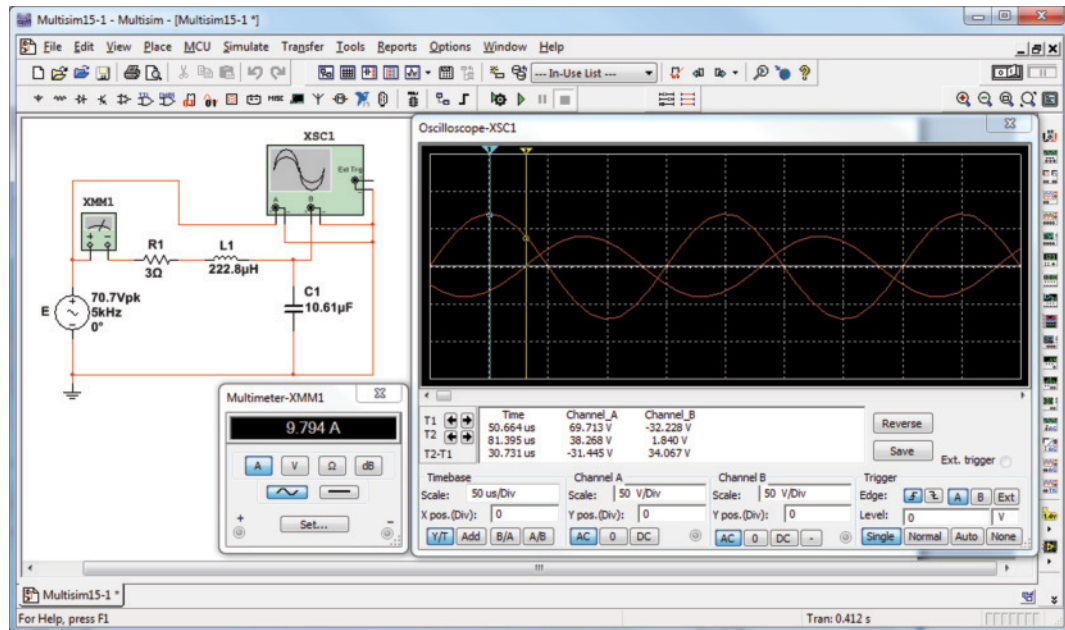 Multisim15-1 - Multisim - [Multisim15-1 *]
File Edit View Place MCU Simulate Transfer Tools Reports Options Window Help
--- In-Use List ---
XSC1
Ext Trig
A B
XMM1
R1
3Ω
L1
222.8µH
C1
10.61µF
E
70.7Vpk
5kHz
0°
Multimeter-XMM1
9.794 A
A V Ω dB
Set...
Oscilloscope-XSC1
Time Channel_A Channel_B
T1 50.664 us 69.713 V -32.228 V
T2 81.395 us 38.268 V 1.840 V
T2-T1 30.731 us -31.445 V 34.067 V
Reverse
Save
Ext. trigger
Timebase Channel A Channel B Trigger
Scale: 50 us/Div Scale: 50 V/Div Scale: 50 V/Div Edge: A B Ext
X pos.(Div): 0 Y pos.(Div): 0 Y pos.(Div): 0 Level: 0 V
Y/T Add B/A A/B AC 0 DC AC 0 DC - Single Normal Auto None
Multisim15-1 *
For Help, press F1 Tran: 0.412 s